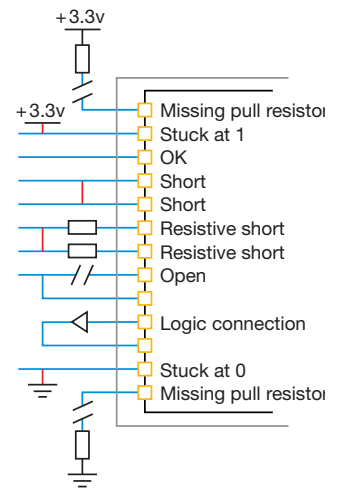 +3.3v
Missing pull resistor
+3.3v
Stuck at 1
OK
Short
Short
Resistive short
Resistive short
Open
Logic connection
Stuck at 0
Missing pull resistor